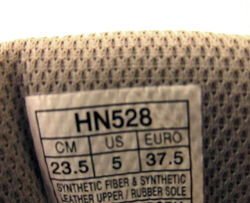 HN528
CM US EURO
23.5 5 37.5
SYNTHETIC FIBER & SYNTHETIC
LEATHER UPPER / RUBBER SOLE